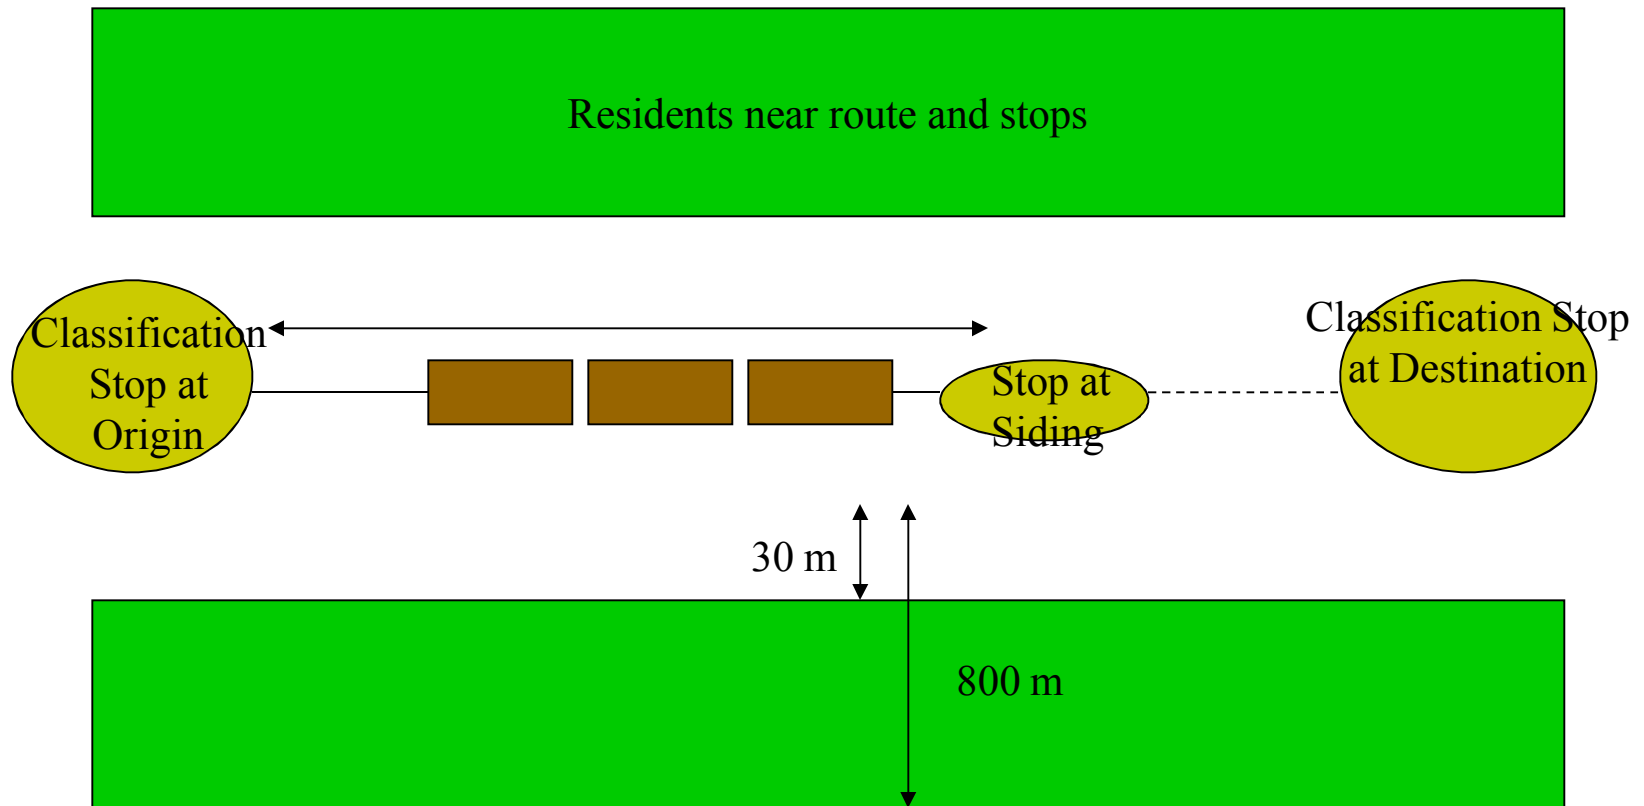 Residents near route and stops
Classification
Stop at
Origin
Stop at
Siding
Classification Stop
at Destination
30 m
800 m